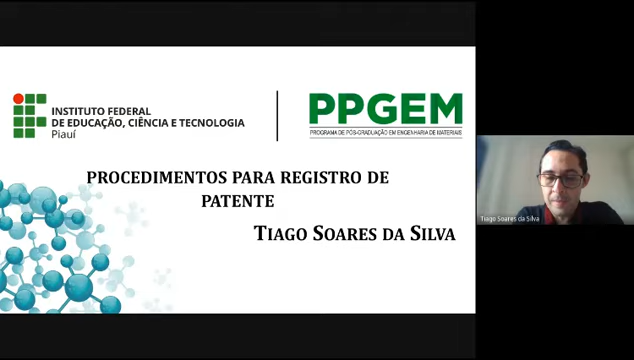 INSTITUTO FEDERAL
DE EDUCAÇÃO, CIÊNCIA E TECNOLOGIA
Piauí
PPGEM
PROGRAMA DE PÓS-GRADUAÇÃO EM ENGENHARIA DE MATERIAIS
PROCEDIMENTOS PARA REGISTRO DE
PATENTE
TIAGO SOARES DA SILVA
Tiago Soares da Silva